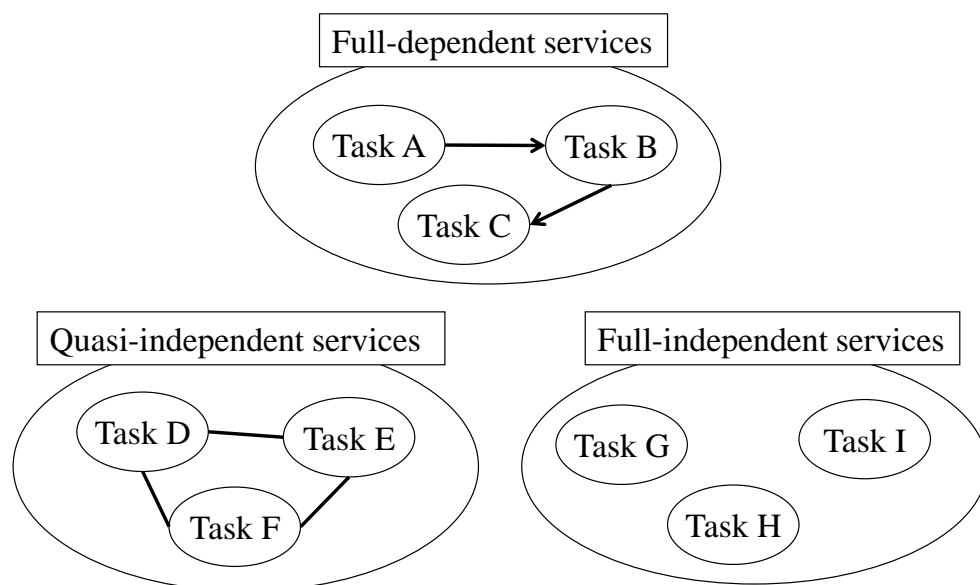 Full-dependent services
Task A
Task B
Task C
Quasi-independent services
Task D
Task E
Task F
Full-independent services
Task G
Task I
Task H